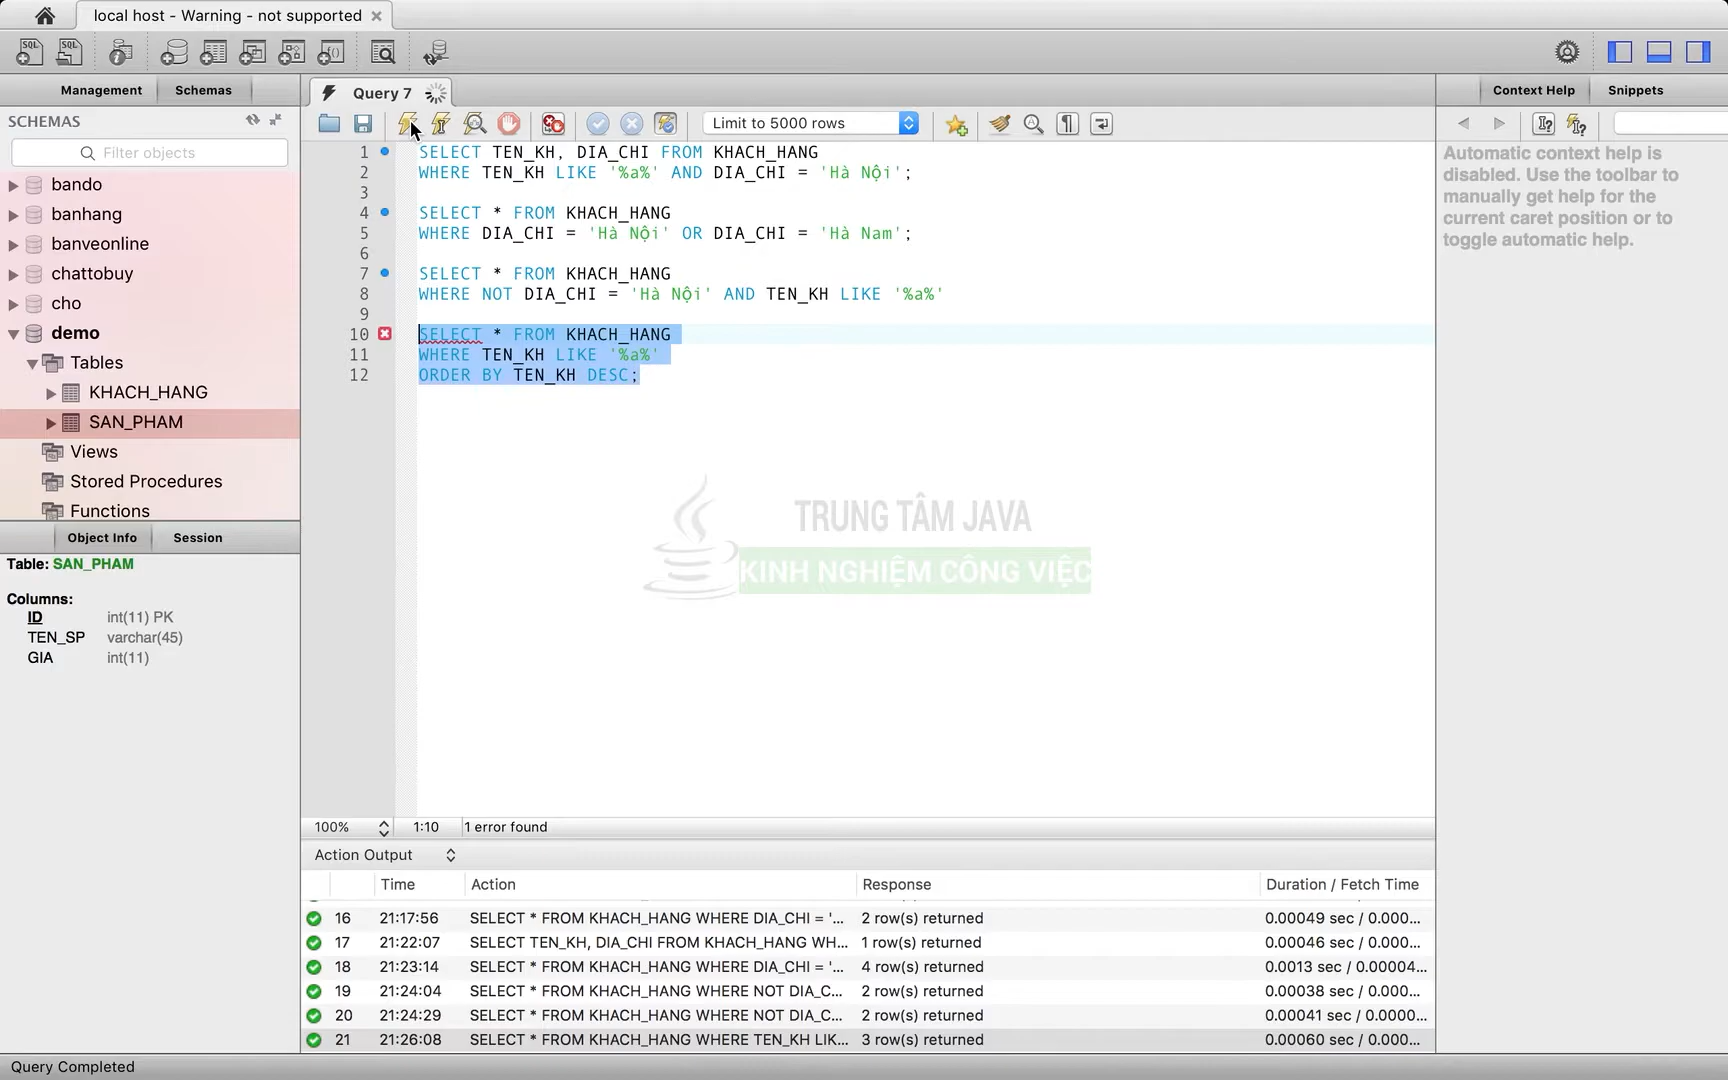 local host - Warning - not supported
Management
Schemas
SCHEMAS
Filter objects
bando
banhang
banveonline
chattobuy
cho
demo
Tables
KHACH_HANG
SAN_PHAM
Views
Stored Procedures
Functions
Object Info
Session
Table: SAN_PHAM
Columns:
ID int(11) PK
TEN_SP varchar(45)
GIA int(11)
Query 7
Limit to 5000 rows
1 SELECT TEN_KH, DIA_CHI FROM KHACH_HANG
2 WHERE TEN_KH LIKE '%a%' AND DIA_CHI = 'Hà Nội';
3
4 SELECT * FROM KHACH_HANG
5 WHERE DIA_CHI = 'Hà Nội' OR DIA_CHI = 'Hà Nam';
6
7 SELECT * FROM KHACH_HANG
8 WHERE NOT DIA_CHI = 'Hà Nội' AND TEN_KH LIKE '%a%'
9
10 SELECT * FROM KHACH_HANG
11 WHERE TEN_KH LIKE '%a%'
12 ORDER BY TEN_KH DESC;
TRUNG TÂM JAVA
KINH NGHIỆM CÔNG VIỆC
100% 1:10 1 error found
Action Output
Time Action Response Duration / Fetch Time
16 21:17:56 SELECT * FROM KHACH_HANG WHERE DIA_CHI = '... 2 row(s) returned 0.00049 sec / 0.000...
17 21:22:07 SELECT TEN_KH, DIA_CHI FROM KHACH_HANG WH... 1 row(s) returned 0.00046 sec / 0.000...
18 21:23:14 SELECT * FROM KHACH_HANG WHERE DIA_CHI = '... 4 row(s) returned 0.0013 sec / 0.00004...
19 21:24:04 SELECT * FROM KHACH_HANG WHERE NOT DIA_C... 2 row(s) returned 0.00038 sec / 0.000...
20 21:24:29 SELECT * FROM KHACH_HANG WHERE NOT DIA_C... 2 row(s) returned 0.00041 sec / 0.0000...
21 21:26:08 SELECT * FROM KHACH_HANG WHERE TEN_KH LIK... 3 row(s) returned 0.00060 sec / 0.000...
Query Completed
Context Help
Snippets
Automatic context help is
disabled. Use the toolbar to
manually get help for the
current caret position or to
toggle automatic help.